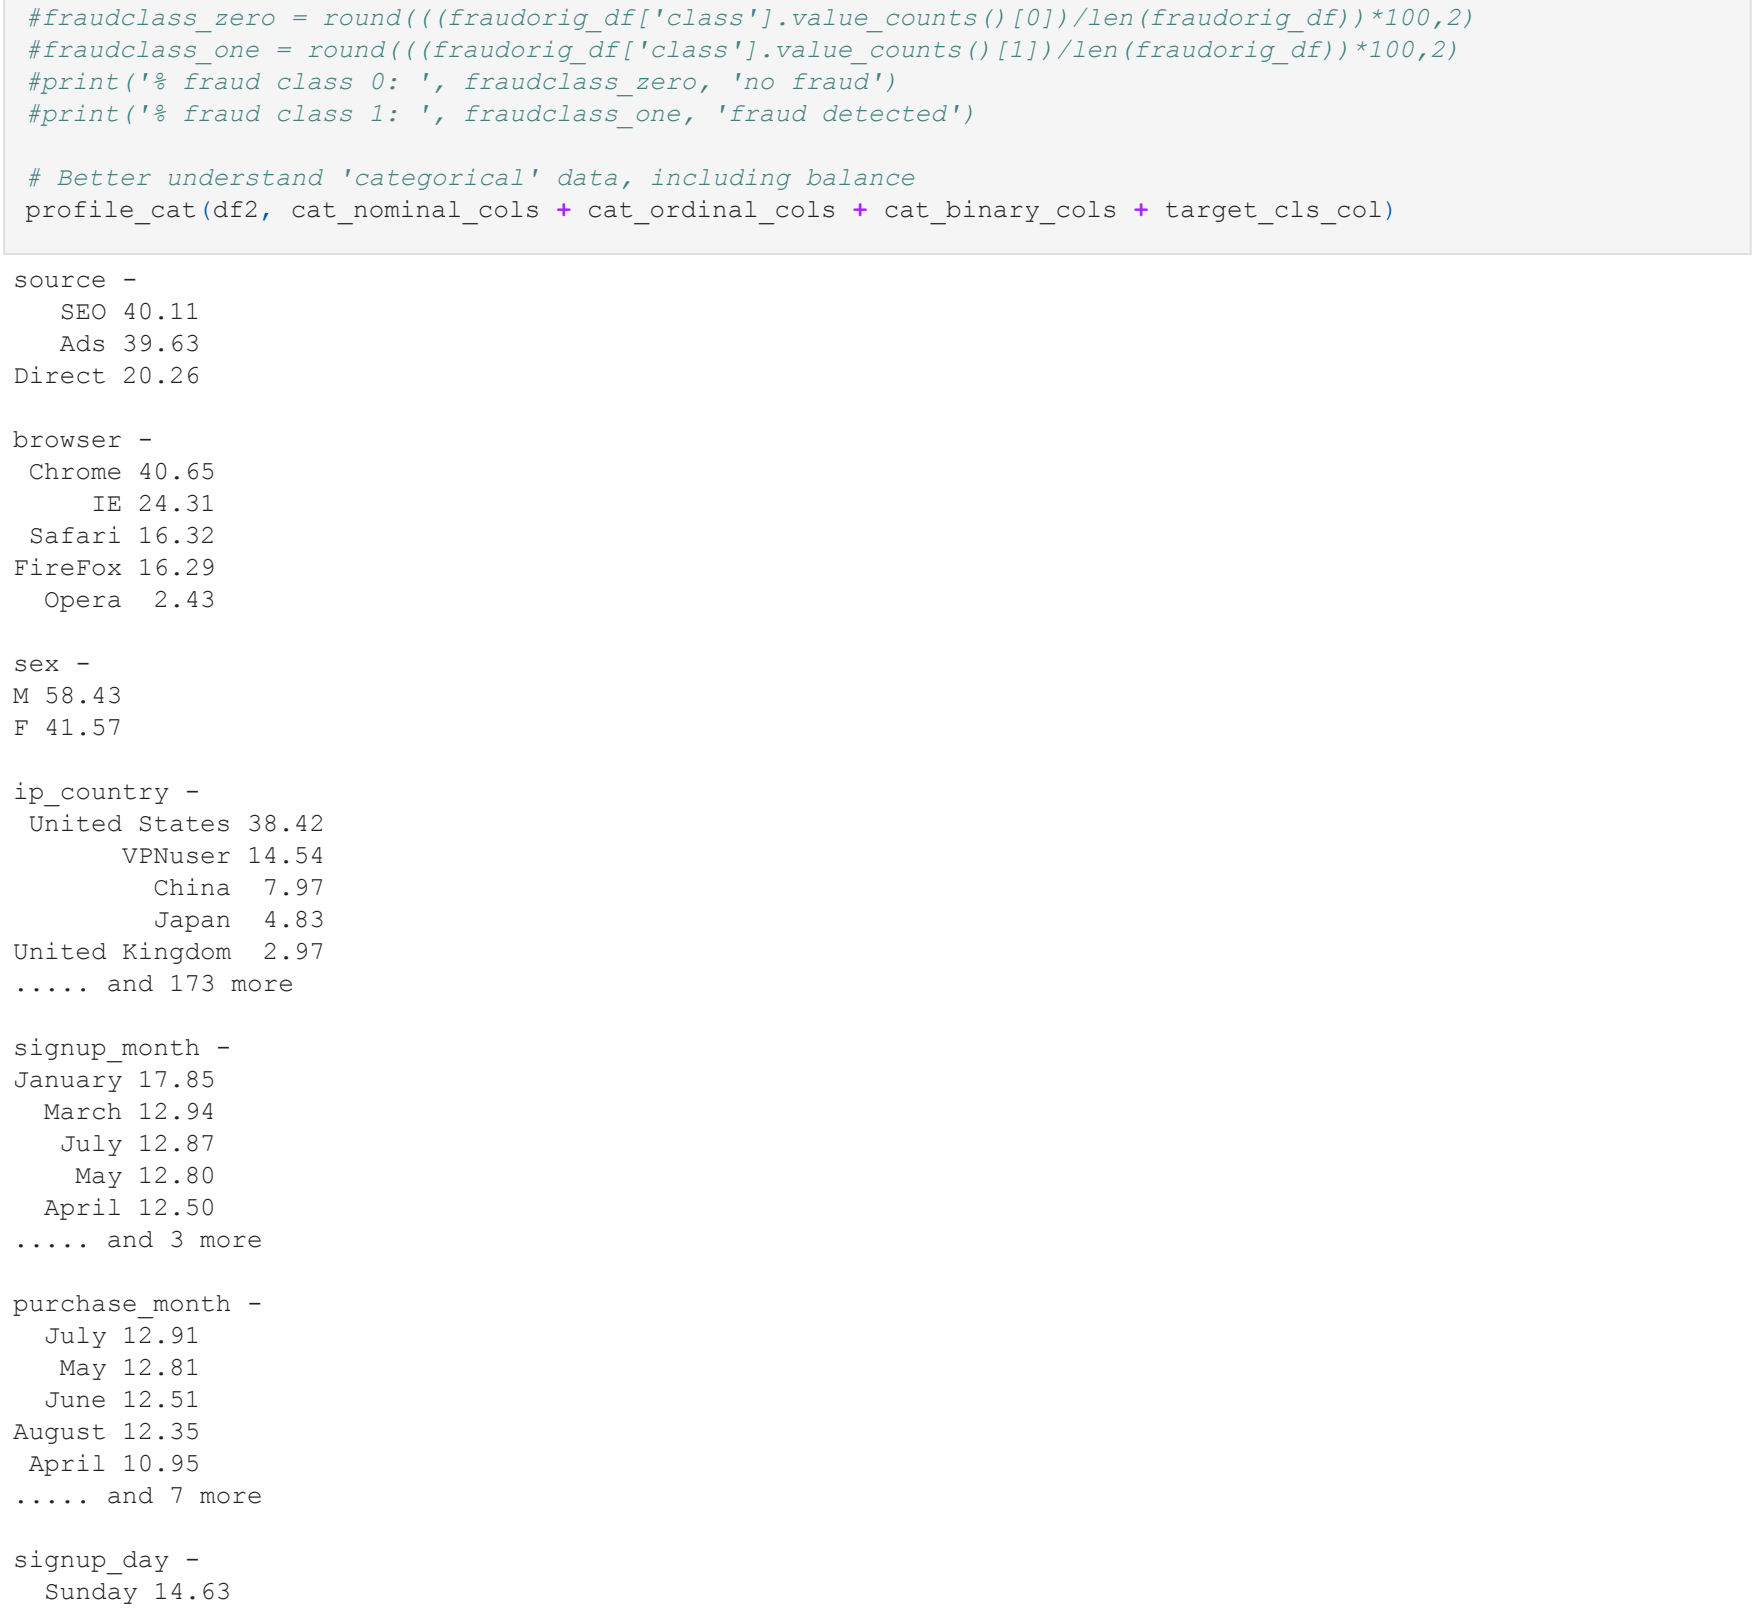 #fraudclass_zero = round(((fraudorig_df['class'].value_counts()[0])/len(fraudorig_df))*100,2)
#fraudclass_one = round(((fraudorig_df['class'].value_counts()[1])/len(fraudorig_df))*100,2)
#print('% fraud class 0: ', fraudclass_zero, 'no fraud')
#print('% fraud class 1: ', fraudclass_one, 'fraud detected')

# Better understand 'categorical' data, including balance
profile_cat(df2, cat_nominal_cols + cat_ordinal_cols + cat_binary_cols + target_cls_col)

source -
   SEO 40.11
   Ads 39.63
Direct 20.26

browser -
 Chrome 40.65
     IE 24.31
 Safari 16.32
FireFox 16.29
  Opera  2.43

sex -
M 58.43
F 41.57

ip_country -
 United States 38.42
       VPNuser 14.54
         China  7.97
         Japan  4.83
United Kingdom  2.97
..... and 173 more

signup_month -
January 17.85
  March 12.94
   July 12.87
    May 12.80
  April 12.50
..... and 3 more

purchase_month -
  July 12.91
   May 12.81
  June 12.51
August 12.35
 April 10.95
..... and 7 more

signup_day -
  Sunday 14.63